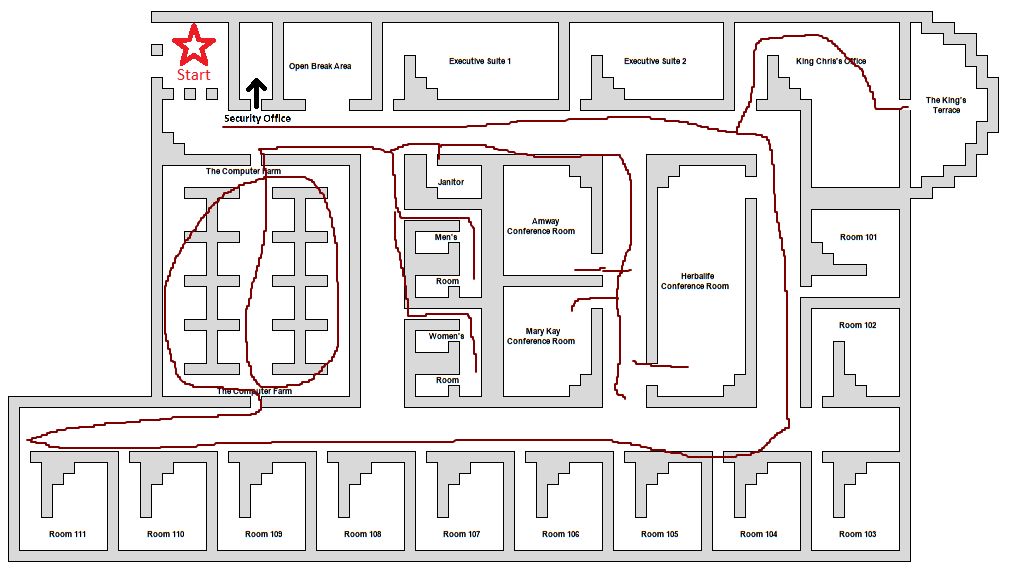 Start
Security Office
Open Break Area
Executive Suite 1
Executive Suite 2
King Chris's Office
The King's
Terrace
The Computer Farm
Janitor
Men's
Room
Women's
Room
Amway
Conference Room
Mary Kay
Conference Room
Herbalife
Conference Room
Room 101
Room 102
The Computer Farm
Room 111
Room 110
Room 109
Room 108
Room 107
Room 106
Room 105
Room 104
Room 103